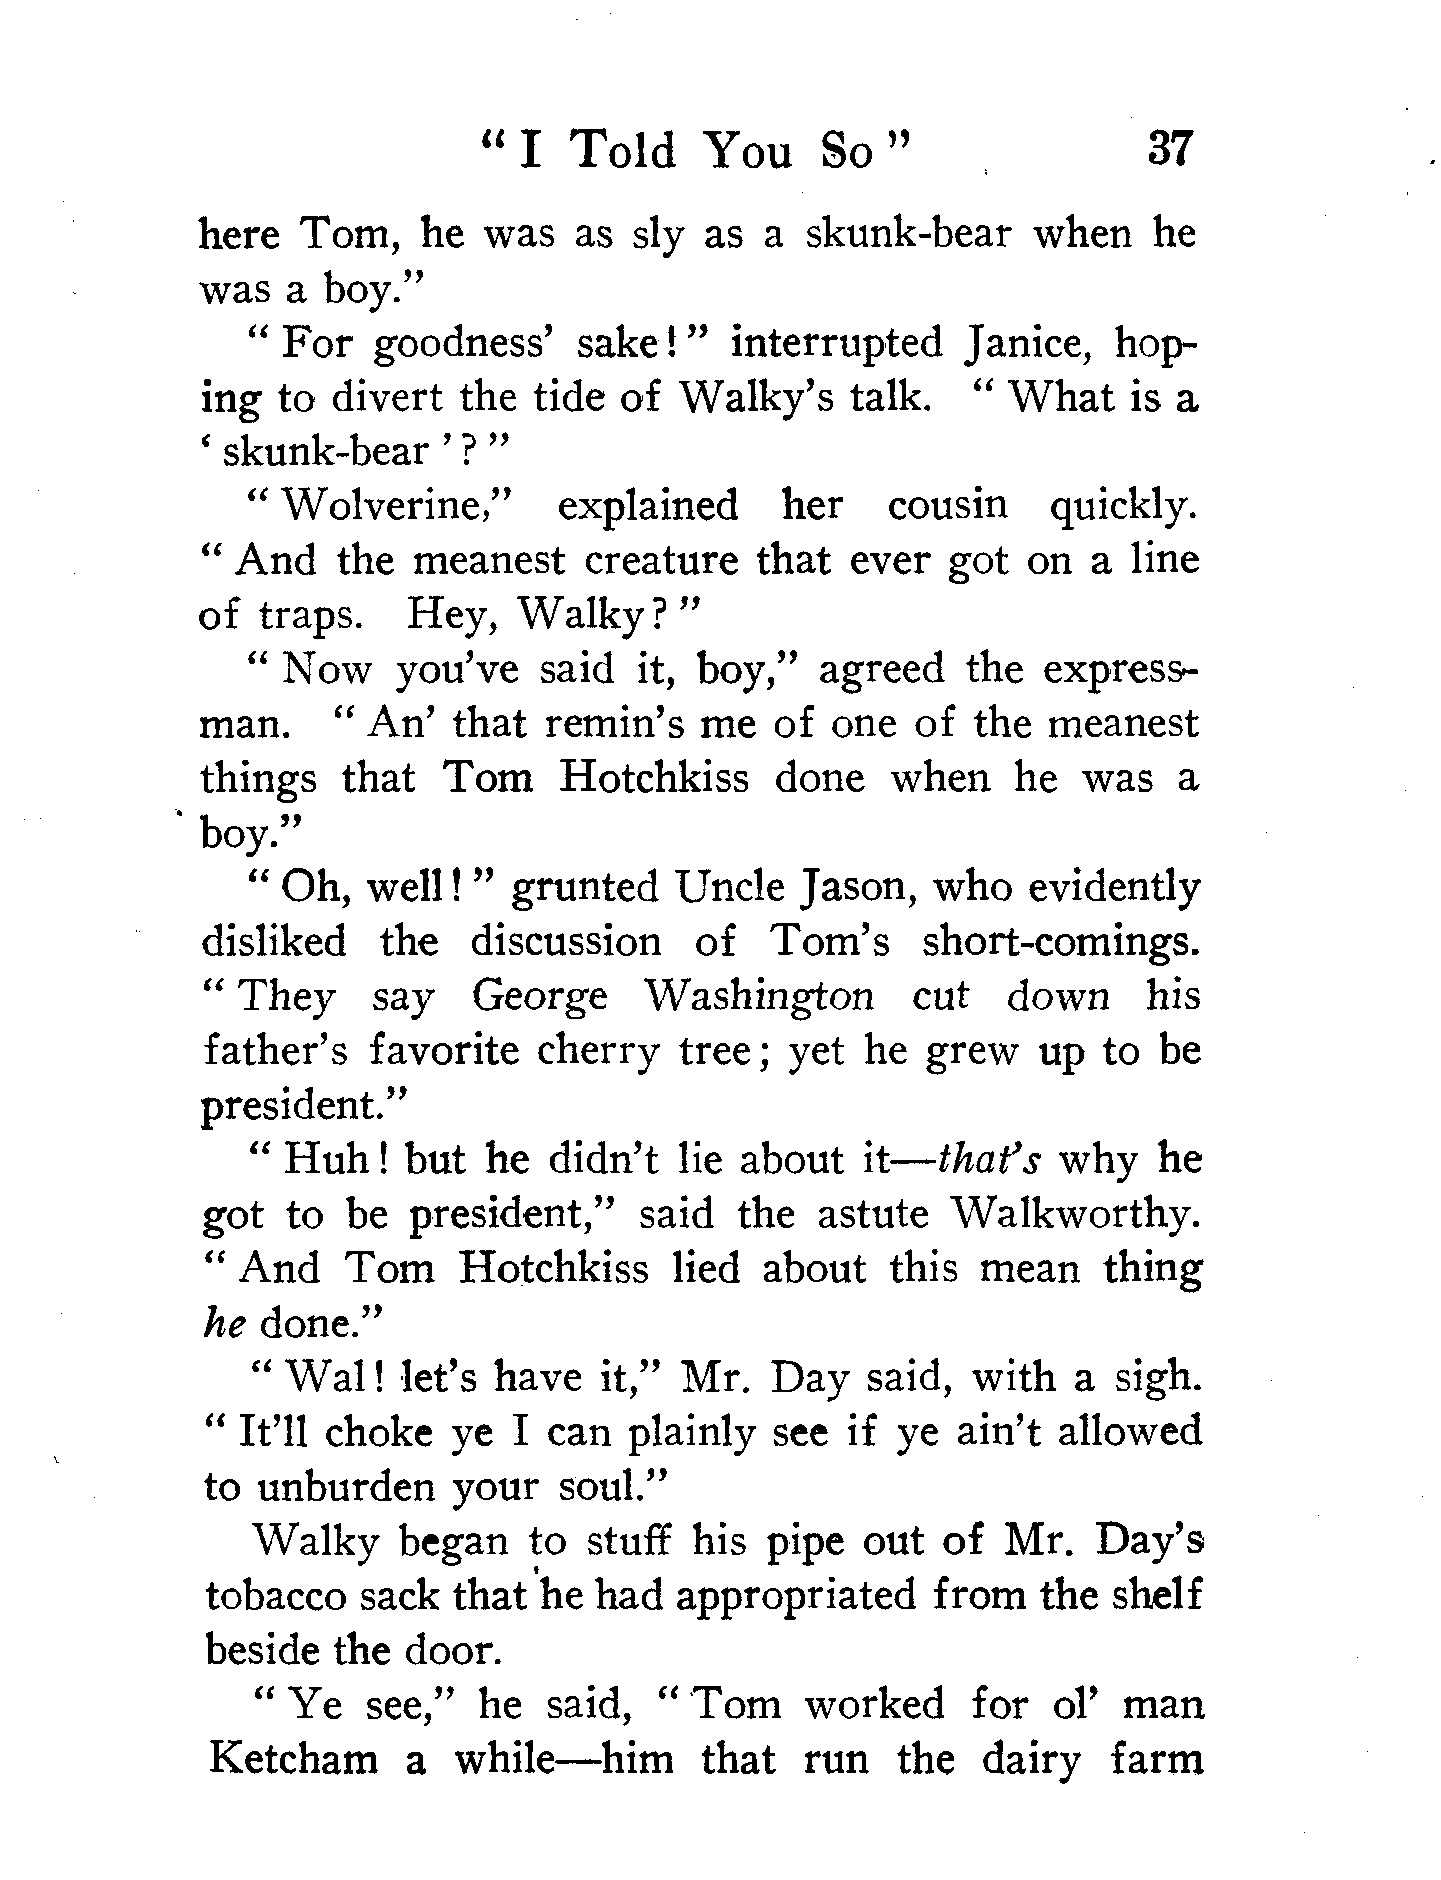 “ I Told You So ” 37
here Tom, he was as sly as a skunk-bear when he
was a boy.”
“ For goodness’ sake! ” interrupted Janice, hop-
ing to divert the tide of Walky’s talk. “ What is a
‘ skunk-bear ’ ? ”
“ Wolverine,” explained her cousin quickly.
“ And the meanest creature that ever got on a line
of traps. Hey, Walky? ”
“ Now you’ve said it, boy,” agreed the express-
man. “ An’ that remin’s me of one of the meanest
things that Tom Hotchkiss done when he was a
boy.”
“ Oh, well! ” grunted Uncle Jason, who evidently
disliked the discussion of Tom’s short-comings.
“ They say George Washington cut down his
father’s favorite cherry tree; yet he grew up to be
president.”
“ Huh! but he didn’t lie about it—that’s why he
got to be president,” said the astute Walkworthy.
“ And Tom Hotchkiss lied about this mean thing
he done.”
“ Wal! let’s have it,” Mr. Day said, with a sigh.
“ It’ll choke ye I can plainly see if ye ain’t allowed
to unburden your soul.”
Walky began to stuff his pipe out of Mr. Day’s
tobacco sack that he had appropriated from the shelf
beside the door.
“ Ye see,” he said, “ Tom worked for ol’ man
Ketcham a while—him that run the dairy farm